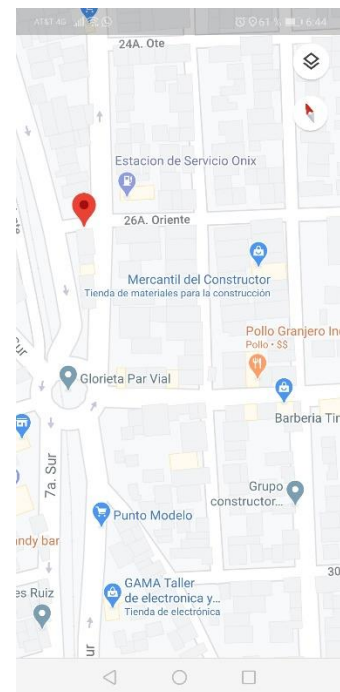 AT&T 4G
61 %
6:44
24A. Ote
Estacion de Servicio Onix
26A. Oriente
Mercantil del Constructor
Tienda de materiales para la construcción
Pollo Granjero In
Pollo • $$
Glorieta Par Vial
Barberia Tir
7a. Sur
Grupo
constructor...
Punto Modelo
andy bar
30
GAMA Taller
de electronica y...
Tienda de electrónica
es Ruiz
ur